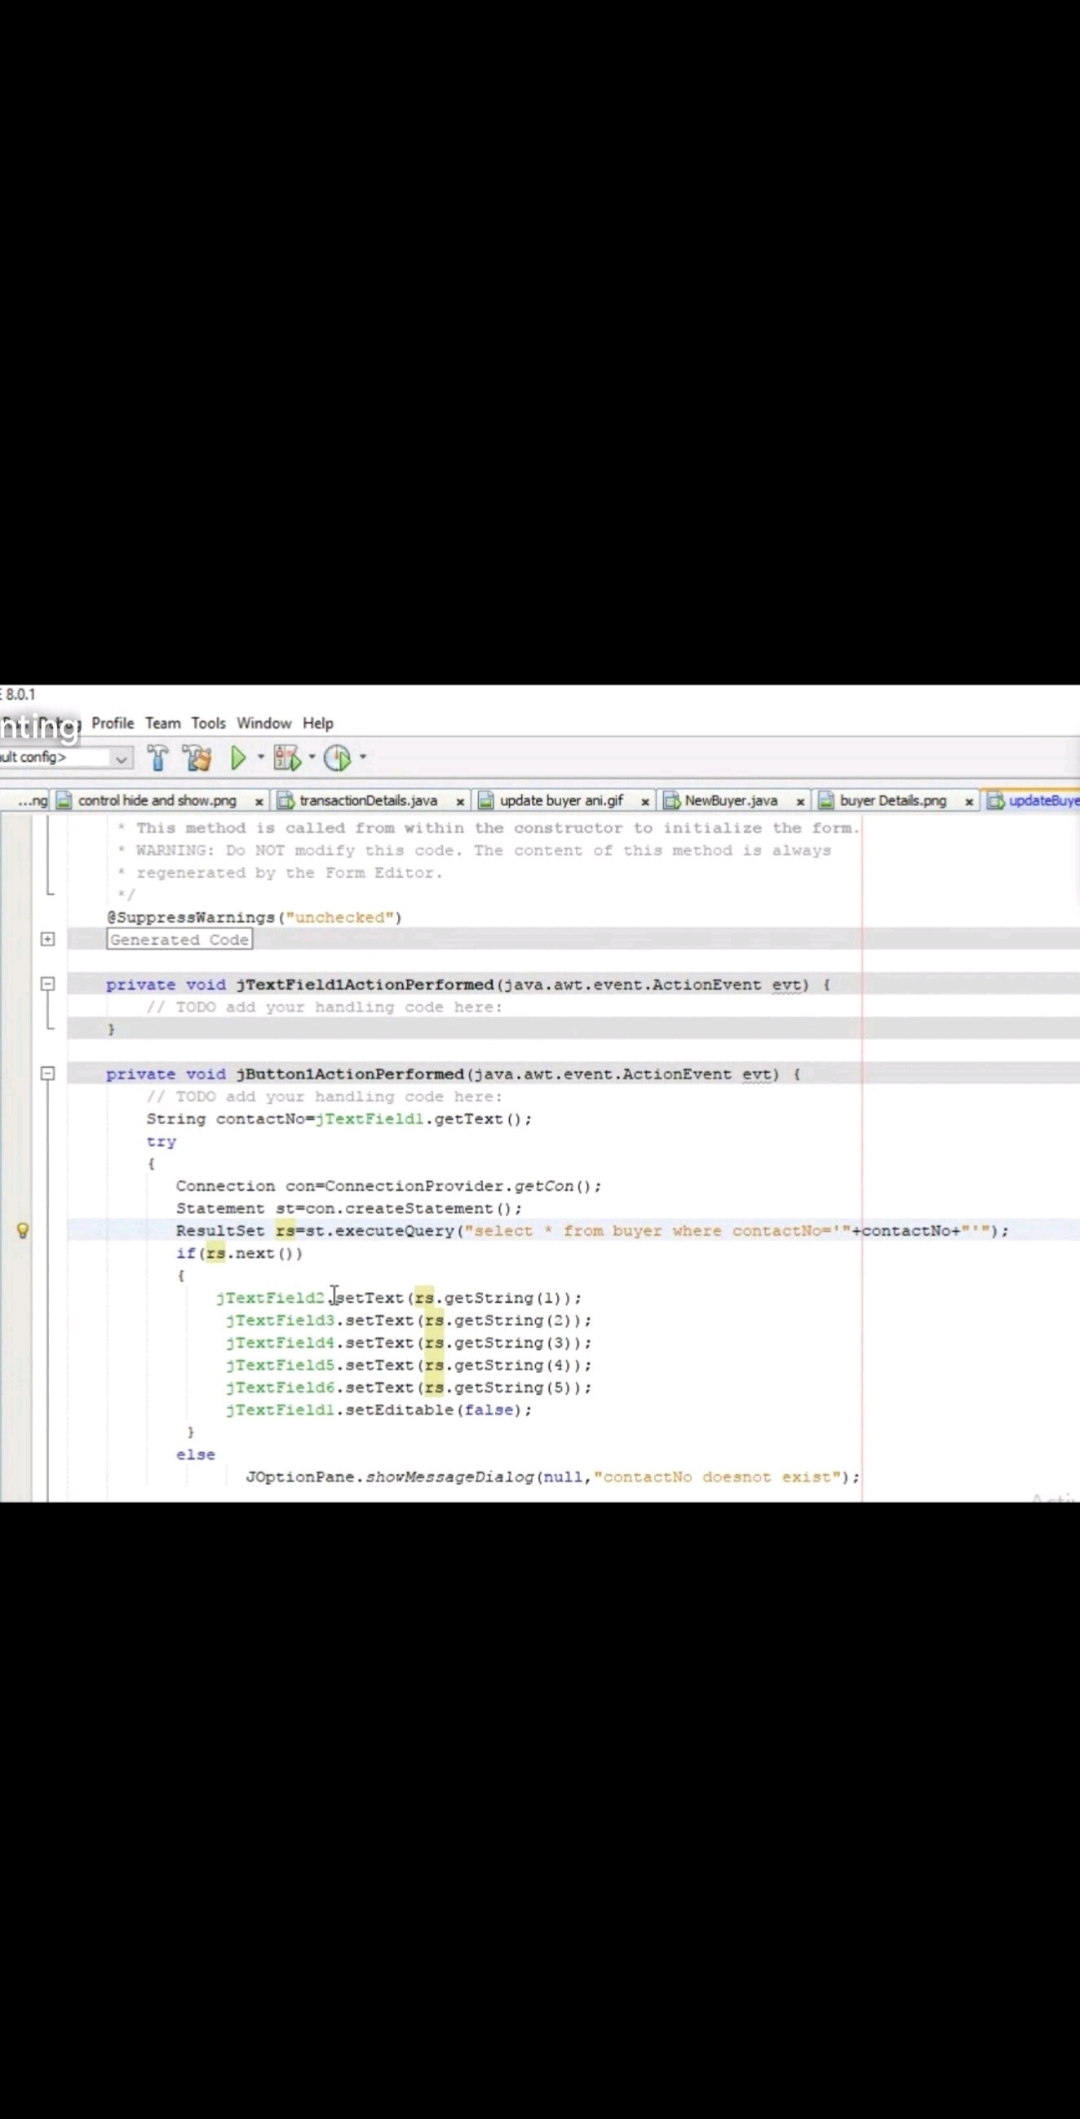 E 8.0.1
nting
Profile Team Tools Window Help
ult config>
...ng control hide and show.png transactionDetails.java update buyer ani.gif NewBuyer.java buyer Details.png updateBuye
* This method is called from within the constructor to initialize the form.
* WARNING: Do NOT modify this code. The content of this method is always
* regenerated by the Form Editor.
*/
@SuppressWarnings("unchecked")
Generated Code
private void jTextField1ActionPerformed(java.awt.event.ActionEvent evt) {
// TODO add your handling code here:
}
private void jButton1ActionPerformed(java.awt.event.ActionEvent evt) {
// TODO add your handling code here:
String contactNo=jTextField1.getText();
try
{
Connection con=ConnectionProvider.getCon();
Statement st=con.createStatement();
ResultSet rs=st.executeQuery("select * from buyer where contactNo='"+contactNo+"'");
if(rs.next())
{
jTextField2.setText(rs.getString(1));
jTextField3.setText(rs.getString(2));
jTextField4.setText(rs.getString(3));
jTextField5.setText(rs.getString(4));
jTextField6.setText(rs.getString(5));
jTextField1.setEditable(false);
}
else
JOptionPane.showMessageDialog(null,"contactNo doesnot exist");